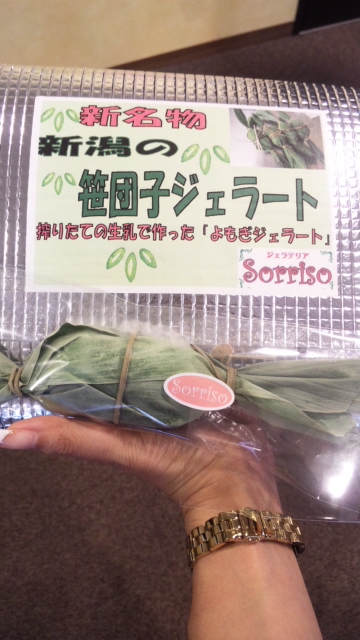 新名物
新潟の
笹団子ジェラート
搾りたての生乳で作った「よもぎジェラート」
ジェラテリア
Sorriso
Sorriso